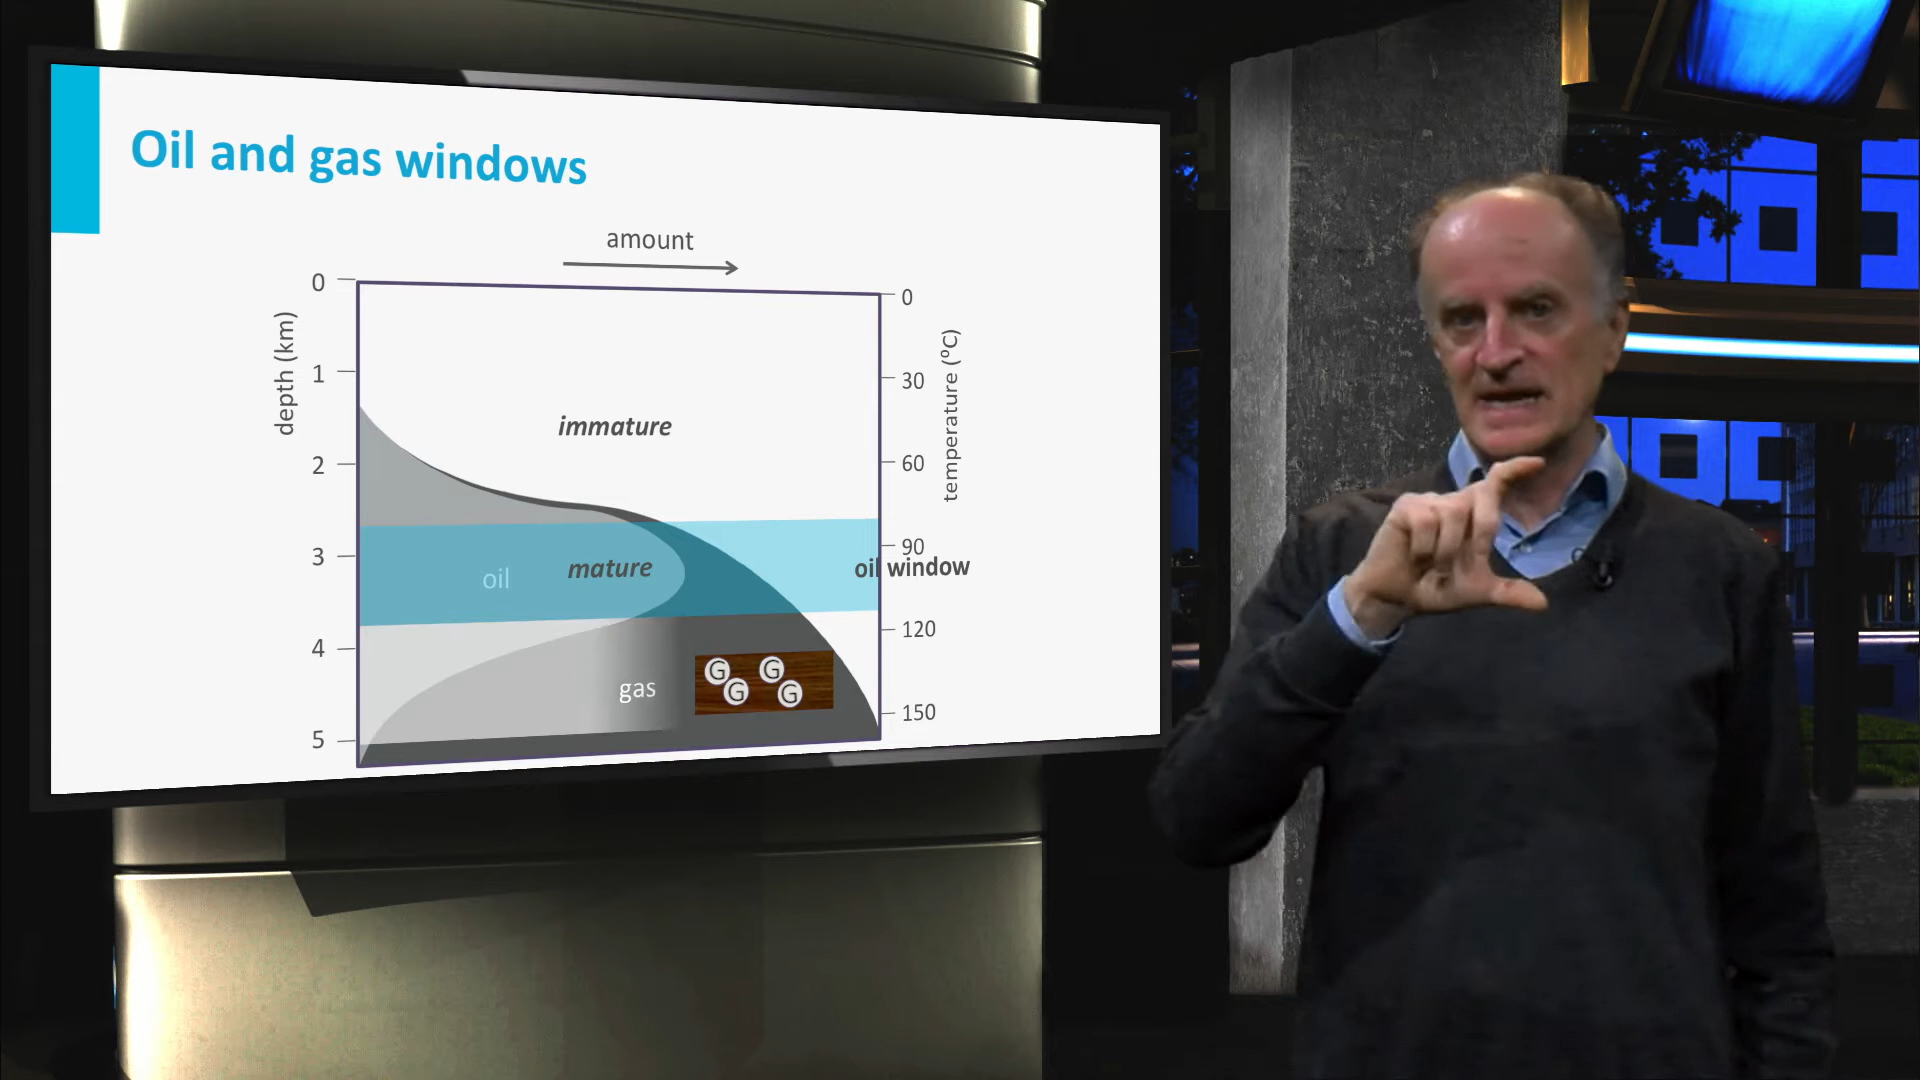 Oil and gas windows
amount
0
1
2
3
4
5
depth (km)
0
30
60
90
120
150
temperature (ºC)
immature
oil
mature
oil window
gas
G
G
G
G